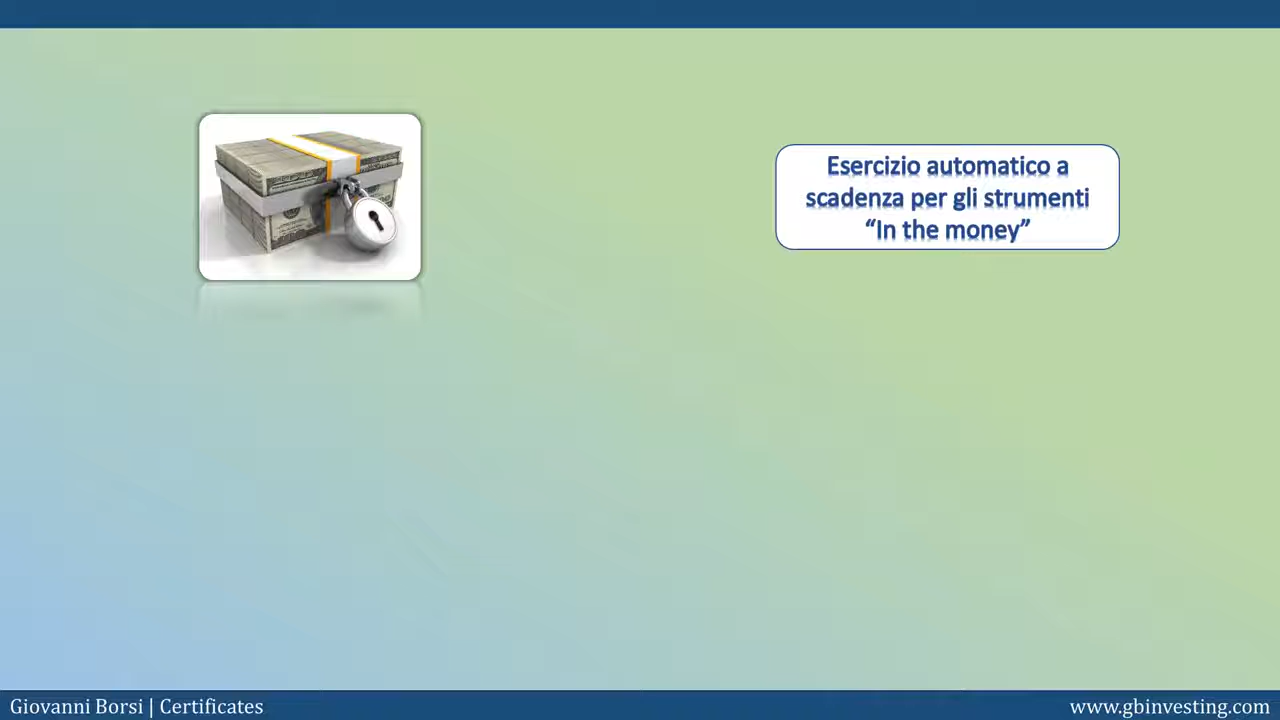 Esercizio automatico a
scadenza per gli strumenti
“In the money”
Giovanni Borsi | Certificates
www.gbinvesting.com